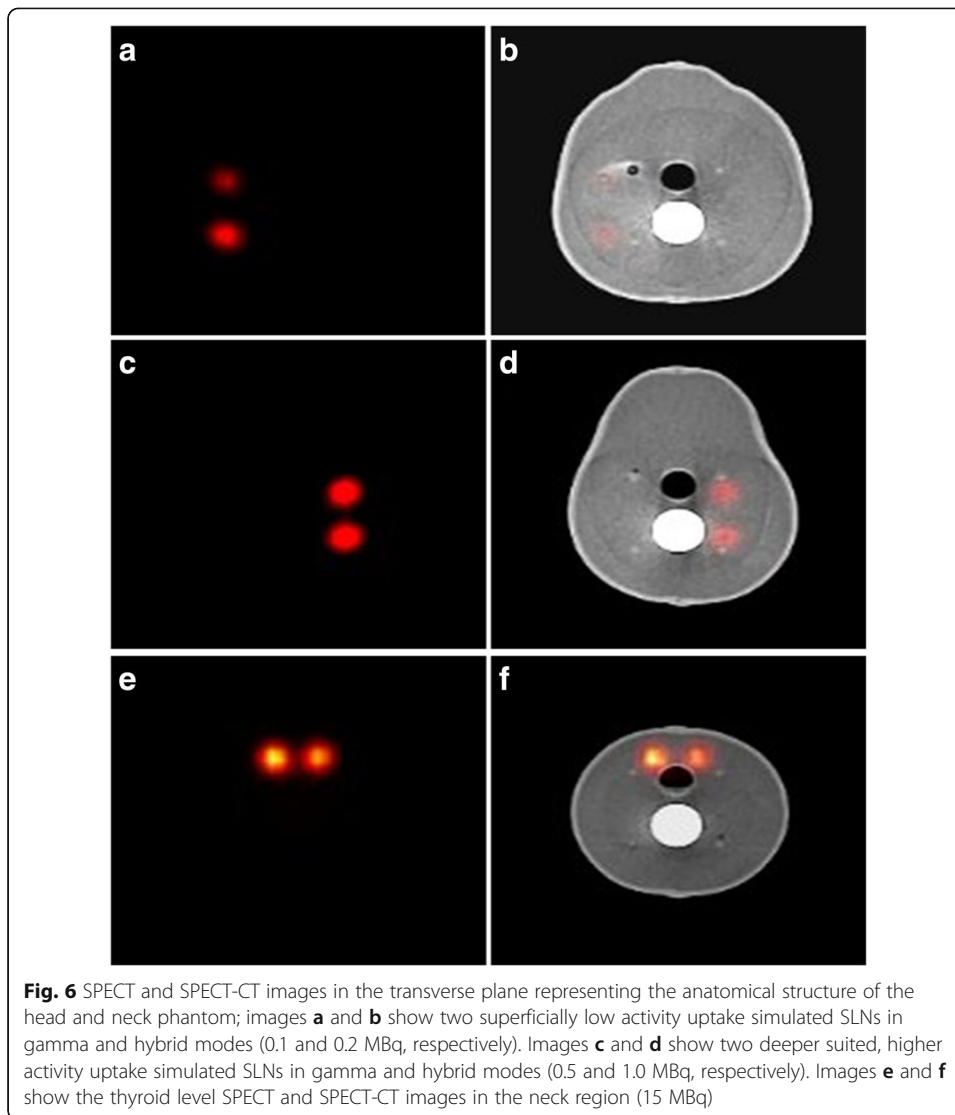 a
b
c
d
e
f
Fig. 6 SPECT and SPECT-CT images in the transverse plane representing the anatomical structure of the
head and neck phantom; images a and b show two superficially low activity uptake simulated SLNs in
gamma and hybrid modes (0.1 and 0.2 MBq, respectively). Images c and d show two deeper suited, higher
activity uptake simulated SLNs in gamma and hybrid modes (0.5 and 1.0 MBq, respectively). Images e and f
show the thyroid level SPECT and SPECT-CT images in the neck region (15 MBq)